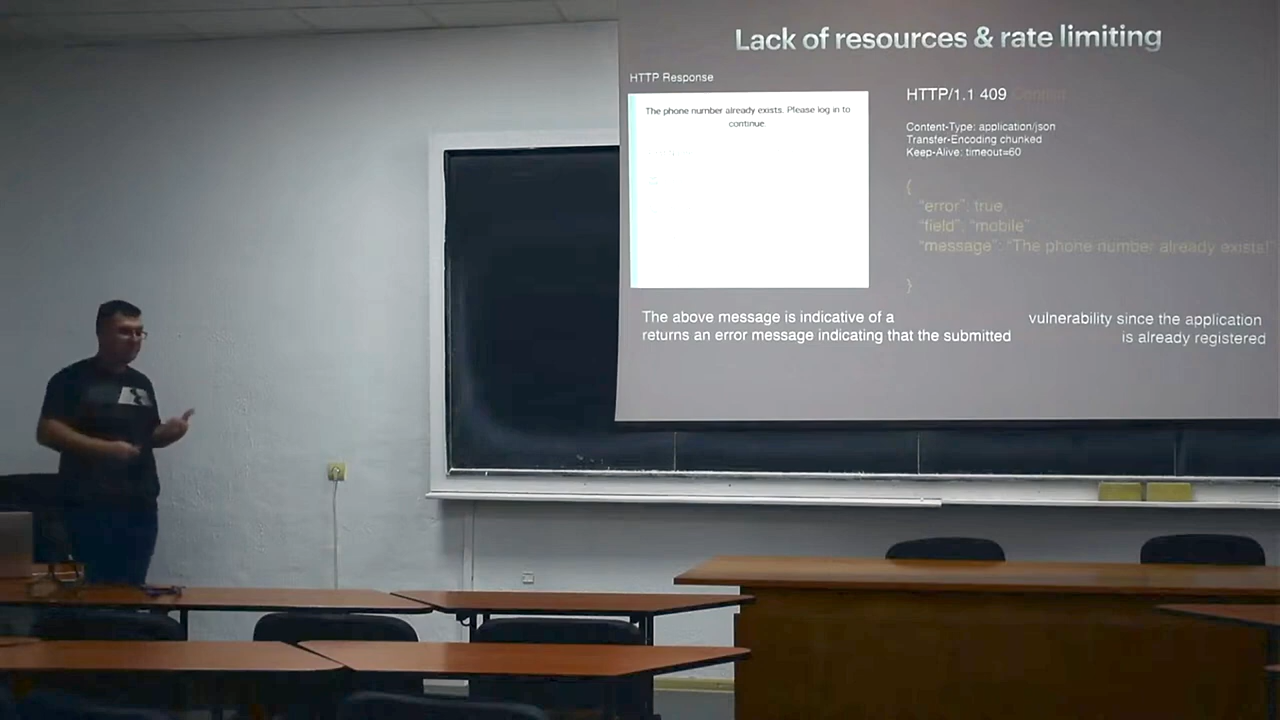 Lack of resources & rate limiting
HTTP Response
The phone number already exists. Please log in to
continue.
HTTP/1.1 409 Conflict
Content-Type: application/json
Transfer-Encoding chunked
Keep-Alive: timeout=60
{
"error": true,
"field": "mobile"
"message": "The phone number already exists!"
}
The above message is indicative of a vulnerability since the application
returns an error message indicating that the submitted is already registered